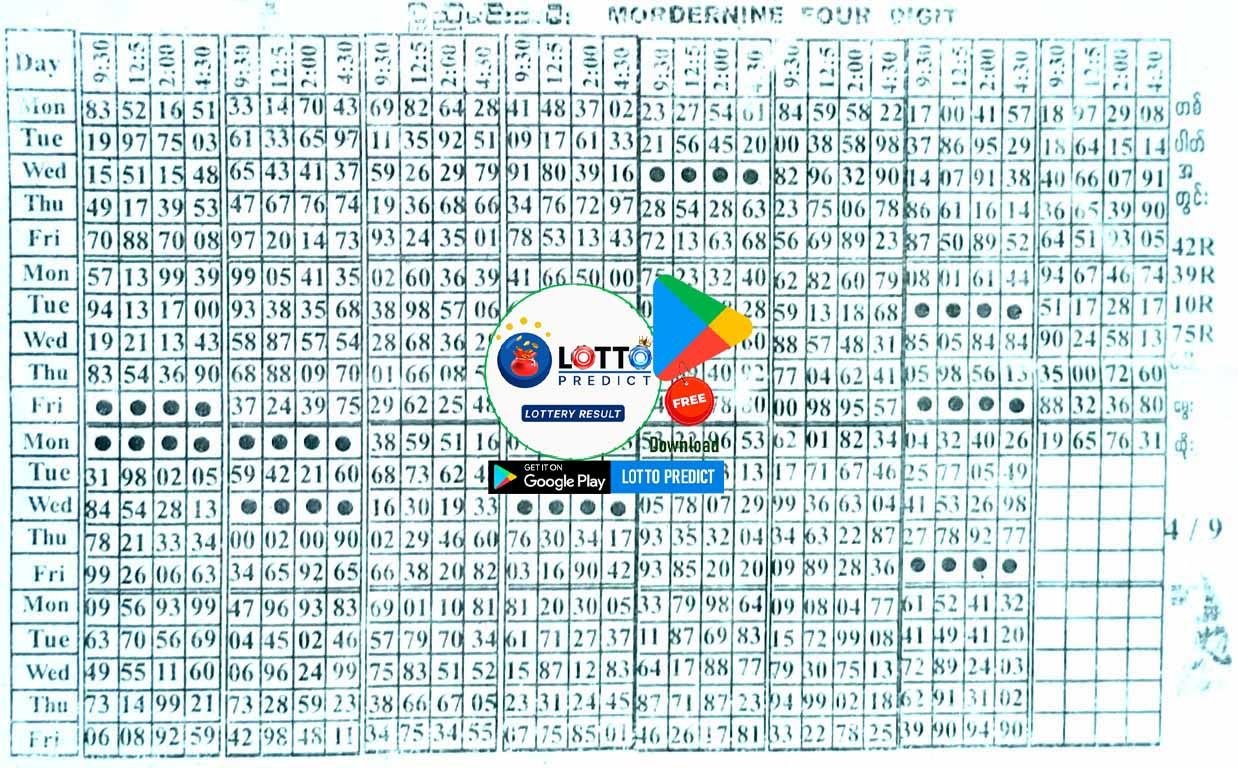 MORDERNINE FOUR DIGIT
Day 9:30 12:5 2:00 4:30 9:30 12:5 2:00 4:30 9:30 12:5 2:00 4:30 9:30 12:5 2:00 4:30 9:30 12:5 2:00 4:30 9:30 12:5 2:00 4:30 9:30 12:5 2:00 4:30 9:30 12:5 2:00 4:30
Mon 83 52 16 51 33 14 70 43 69 82 64 28 41 48 37 02 23 27 54 61 84 59 58 22 17 00 41 57 18 97 29 08 တစ်
Tue 19 97 75 03 61 33 65 97 11 35 92 51 09 17 61 33 21 56 45 20 00 38 58 98 37 86 95 29 18 64 15 14 ပါတ်
Wed 15 51 15 48 65 43 41 37 59 26 29 79 91 80 39 16 ● ● ● ● 82 96 32 90 14 07 91 38 40 66 07 91 အ
Thu 49 17 39 53 47 67 76 74 19 36 68 66 34 76 72 97 28 54 28 63 23 75 06 78 86 61 16 14 36 65 39 90 တွင်း
Fri 70 88 70 08 97 20 14 73 93 24 35 01 78 53 13 43 72 13 63 68 56 69 89 23 87 50 89 52 64 51 93 05 42R
Mon 57 13 99 39 99 05 41 35 02 60 36 39 41 66 50 00 75 23 32 40 62 82 60 79 08 01 61 44 94 67 46 74 39R
Tue 94 13 17 00 93 38 35 68 38 98 57 06 28 59 13 18 68 ● ● ● ● 51 17 28 17 10R
Wed 19 21 13 43 58 87 57 54 28 68 36 60 88 57 48 31 85 05 84 84 90 24 58 13 75R
Thu 83 54 36 90 68 88 09 70 01 66 08 40 92 77 04 62 41 05 98 56 13 35 00 72 60
Fri ● ● ● ● 37 24 39 75 29 62 25 00 98 95 57 ● ● ● ● 88 32 36 80 မွေး
Mon ● ● ● ● ● ● ● ● 38 59 51 16 53 62 01 82 34 04 32 40 26 19 65 76 31 ထိုး
Tue 31 98 02 05 59 42 21 60 68 73 62 13 17 71 67 46 25 77 05 49
Wed 84 54 28 13 ● ● ● ● 16 30 19 33 ● ● ● ● 05 78 07 29 99 36 63 04 41 53 26 98
Thu 78 21 33 34 00 02 00 90 02 29 46 60 76 30 34 17 93 35 32 04 34 63 22 87 27 78 92 77 4 / 9
Fri 99 26 06 63 34 65 92 65 66 38 20 82 03 16 90 42 93 85 20 20 09 89 28 36 ● ● ● ●
Mon 09 56 93 99 47 96 93 83 69 01 10 81 81 20 30 05 33 79 98 64 09 08 04 77 61 52 41 32
Tue 63 70 56 69 04 45 02 46 57 79 70 34 61 71 27 37 11 87 69 83 15 72 99 08 41 49 41 20
Wed 49 55 11 60 06 96 24 99 75 83 51 52 15 87 12 83 64 17 88 77 79 30 75 13 72 89 24 03
Thu 73 14 99 21 73 28 59 23 38 66 67 05 23 31 24 45 87 71 87 23 94 99 02 18 62 91 31 02
Fri 06 08 92 59 42 98 48 11 34 75 34 55 67 75 85 01 46 26 17 81 33 22 78 25 39 90 94 90
LOTTO
PREDICT
LOTTERY RESULT
FREE
Download
GET IT ON
Google Play
LOTTO PREDICT